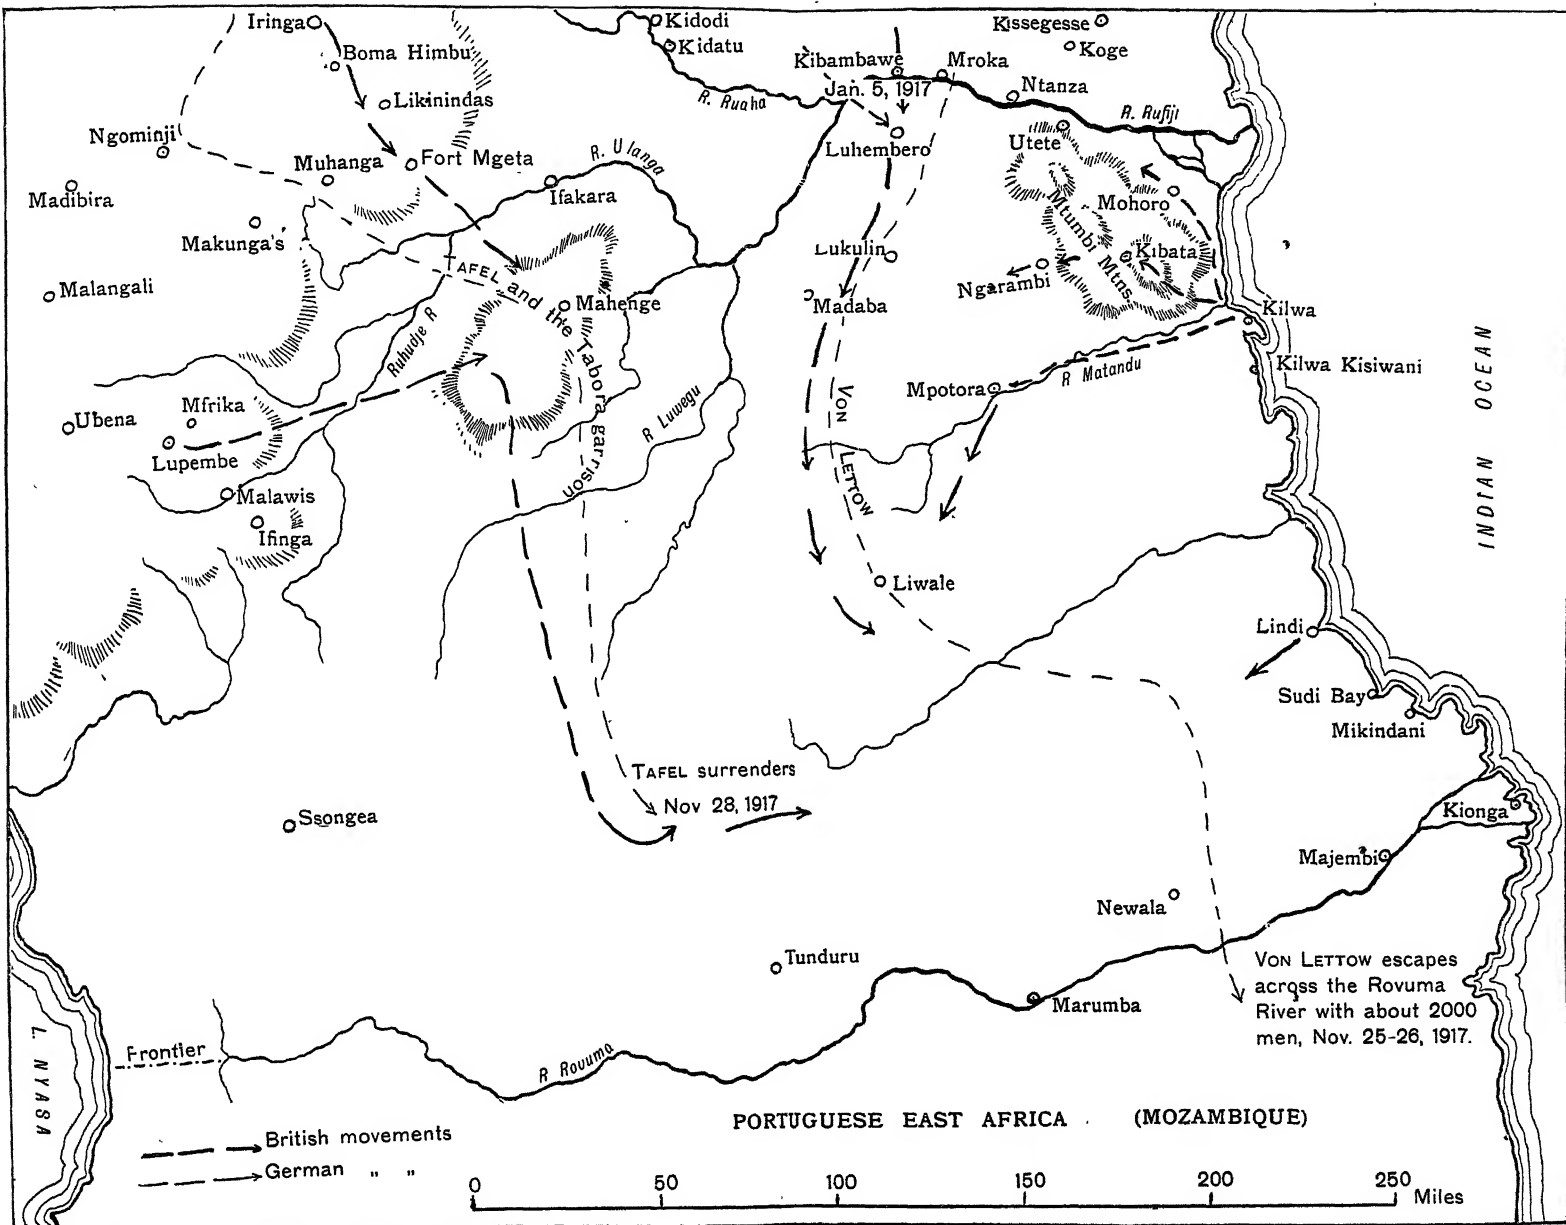 Iringa
Boma Himbu
Likinindas
Ngominji
Muhanga
Fort Mgeta
Madibira
Makunga's
Malangali
Kidodi
Kidatu
R. Ruaha
R. Ulanga
Ifakara
Kissegesse
Koge
Kibambawe
Mroka
Jan. 5, 1917
Ntanza
R. Rufiji
Luhembero
Utete
Mohoro
Mtumbi Mtns.
Kibata
Lukulin
Ngarambi
Madaba
Kilwa
Kilwa Kisiwani
Mpotora
R Matandu
TAFEL and the Tabora garrison
Mahenge
Ruhudje R
R Luwegu
Ubena
Mfrika
Lupembe
Malawis
Ifinga
VON LETTOW
Liwale
INDIAN OCEAN
Lindi
Sudi Bay
Mikindani
TAFEL surrenders
Nov 28, 1917
Ssongea
Kionga
Majembi
Newala
Tunduru
Marumba
VON LETTOW escapes
across the Rovuma
River with about 2000
men, Nov. 25-26, 1917.
L. NYASA
Frontier
R Rovuma
PORTUGUESE EAST AFRICA (MOZAMBIQUE)
British movements
German „ „
0 50 100 150 200 250 Miles